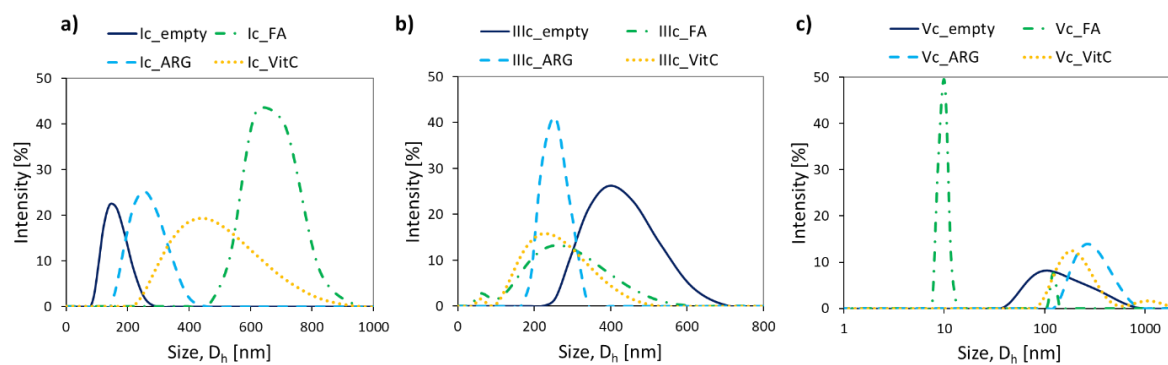 a)
Ic_empty
Ic_FA
Ic_ARG
Ic_VitC
Intensity [%]
50
40
30
20
10
0
0 200 400 600 800 1000
Size, Dh [nm]
b)
IIIc_empty
IIIc_FA
IIIc_ARG
IIIc_VitC
Intensity [%]
50
40
30
20
10
0
0 200 400 600 800
Size, Dh [nm]
c)
Vc_empty
Vc_FA
Vc_ARG
Vc_VitC
Intensity [%]
50
40
30
20
10
0
1 10 100 1000
Size, Dh [nm]